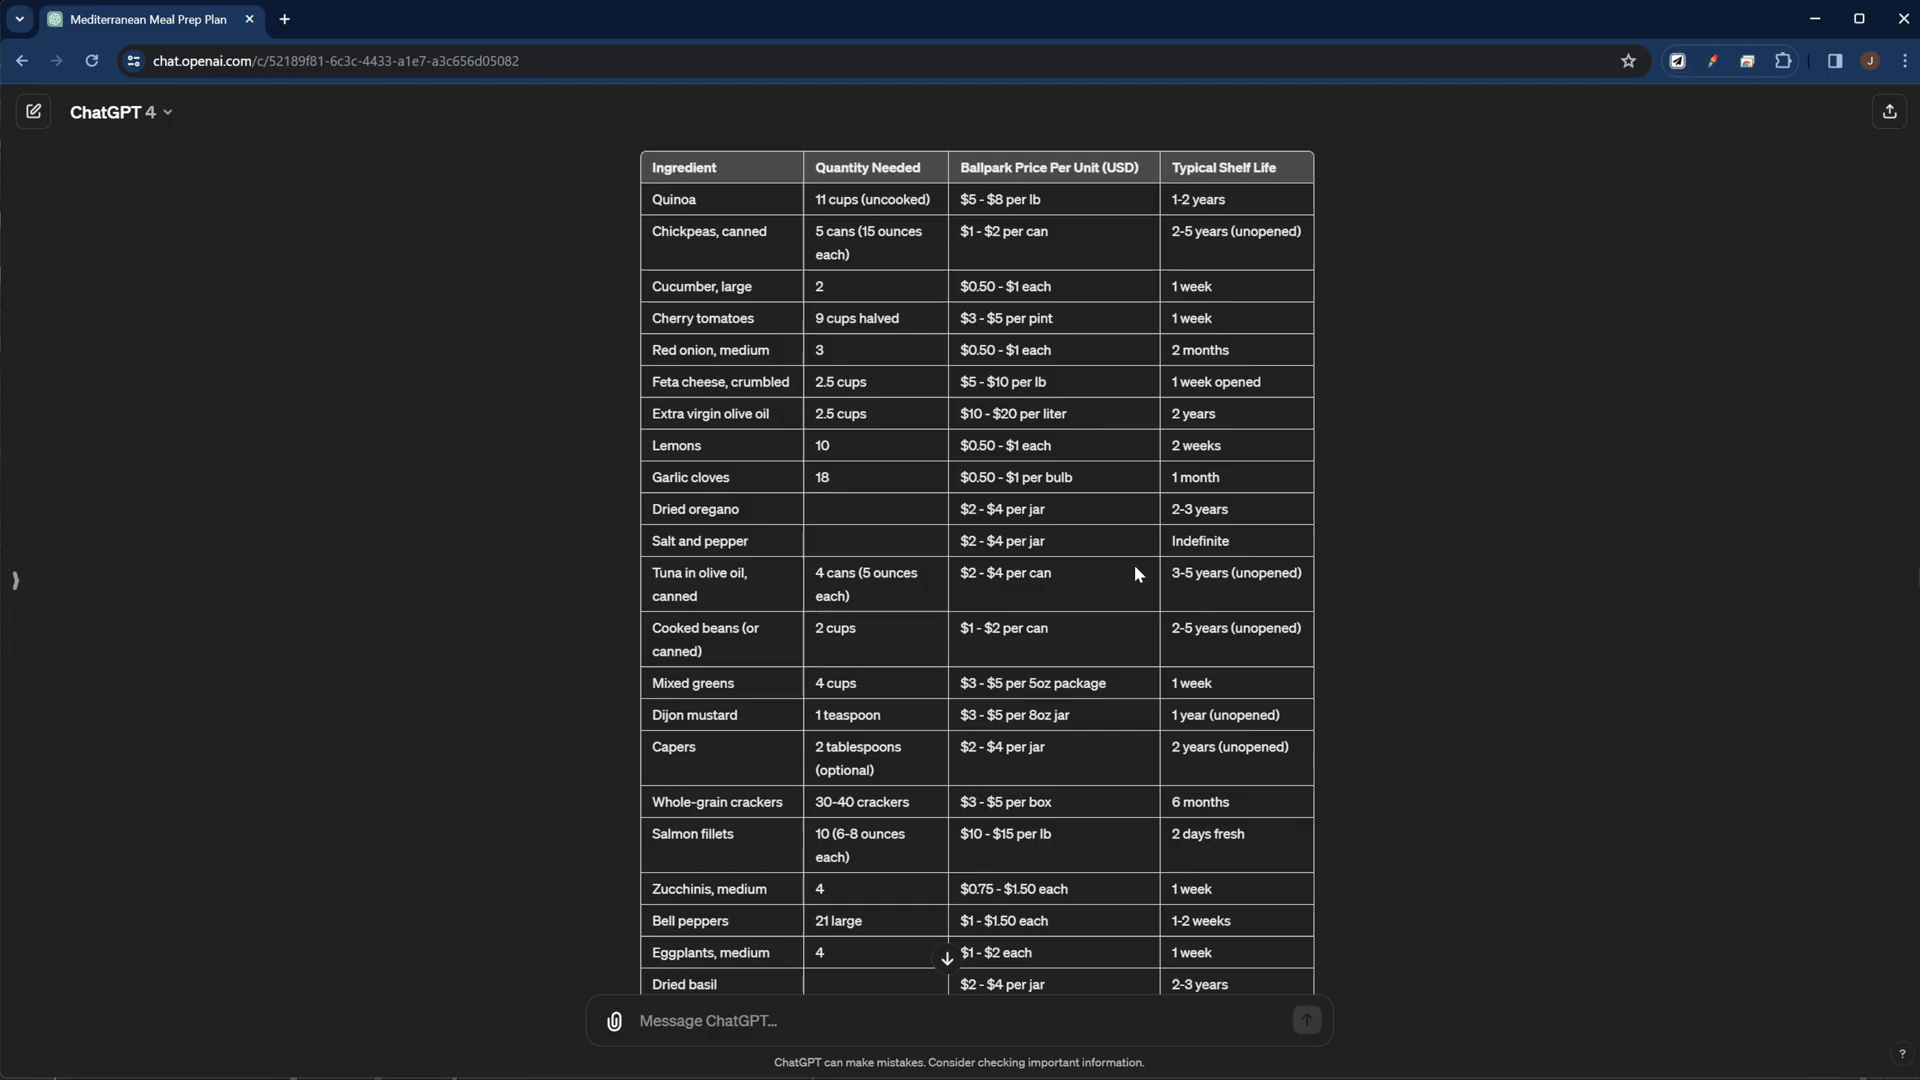 Mediterranean Meal Prep Plan
chat.openai.com/c/52189f81-6c3c-4433-a1e7-a3c656d05082
J
ChatGPT 4
Ingredient Quantity Needed Ballpark Price Per Unit (USD) Typical Shelf Life
Quinoa 11 cups (uncooked) $5 - $8 per lb 1-2 years
Chickpeas, canned 5 cans (15 ounces $1 - $2 per can 2-5 years (unopened)
each)
Cucumber, large 2 $0.50 - $1 each 1 week
Cherry tomatoes 9 cups halved $3 - $5 per pint 1 week
Red onion, medium 3 $0.50 - $1 each 2 months
Feta cheese, crumbled 2.5 cups $5 - $10 per lb 1 week opened
Extra virgin olive oil 2.5 cups $10 - $20 per liter 2 years
Lemons 10 $0.50 - $1 each 2 weeks
Garlic cloves 18 $0.50 - $1 per bulb 1 month
Dried oregano $2 - $4 per jar 2-3 years
Salt and pepper $2 - $4 per jar Indefinite
Tuna in olive oil, 4 cans (5 ounces $2 - $4 per can 3-5 years (unopened)
canned each)
Cooked beans (or 2 cups $1 - $2 per can 2-5 years (unopened)
canned)
Mixed greens 4 cups $3 - $5 per 5oz package 1 week
Dijon mustard 1 teaspoon $3 - $5 per 8oz jar 1 year (unopened)
Capers 2 tablespoons $2 - $4 per jar 2 years (unopened)
(optional)
Whole-grain crackers 30-40 crackers $3 - $5 per box 6 months
Salmon fillets 10 (6-8 ounces $10 - $15 per lb 2 days fresh
each)
Zucchinis, medium 4 $0.75 - $1.50 each 1 week
Bell peppers 21 large $1 - $1.50 each 1-2 weeks
Eggplants, medium 4 $1 - $2 each 1 week
Dried basil $2 - $4 per jar 2-3 years
Message ChatGPT...
ChatGPT can make mistakes. Consider checking important information.
?